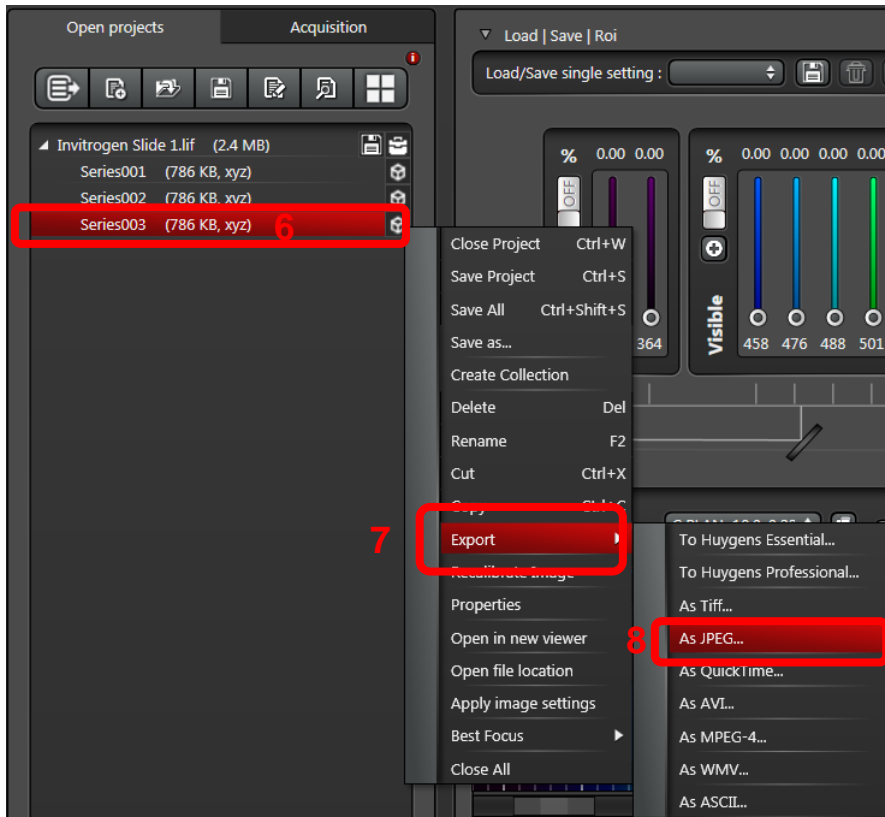 Open projects
Acquisition
Load | Save | Roi
Load/Save single setting :
Invitrogen Slide 1.lif (2.4 MB)
Series001 (786 KB, xyz)
Series002 (786 KB, xyz)
Series003 (786 KB, xyz)
6
% 0.00 0.00
OFF
364
% 0.00 0.00 0.00 0.00
OFF
Visible
458 476 488 501
Close Project Ctrl+W
Save Project Ctrl+S
Save All Ctrl+Shift+S
Save as...
Create Collection
Delete Del
Rename F2
Cut Ctrl+X
Copy Ctrl+C
7
Export
Recalibrate Image
Properties
Open in new viewer
Open file location
Apply image settings
Best Focus
Close All
To Huygens Essential...
To Huygens Professional...
As Tiff...
8
As JPEG...
As QuickTime...
As AVI...
As MPEG-4...
As WMV...
As ASCII...